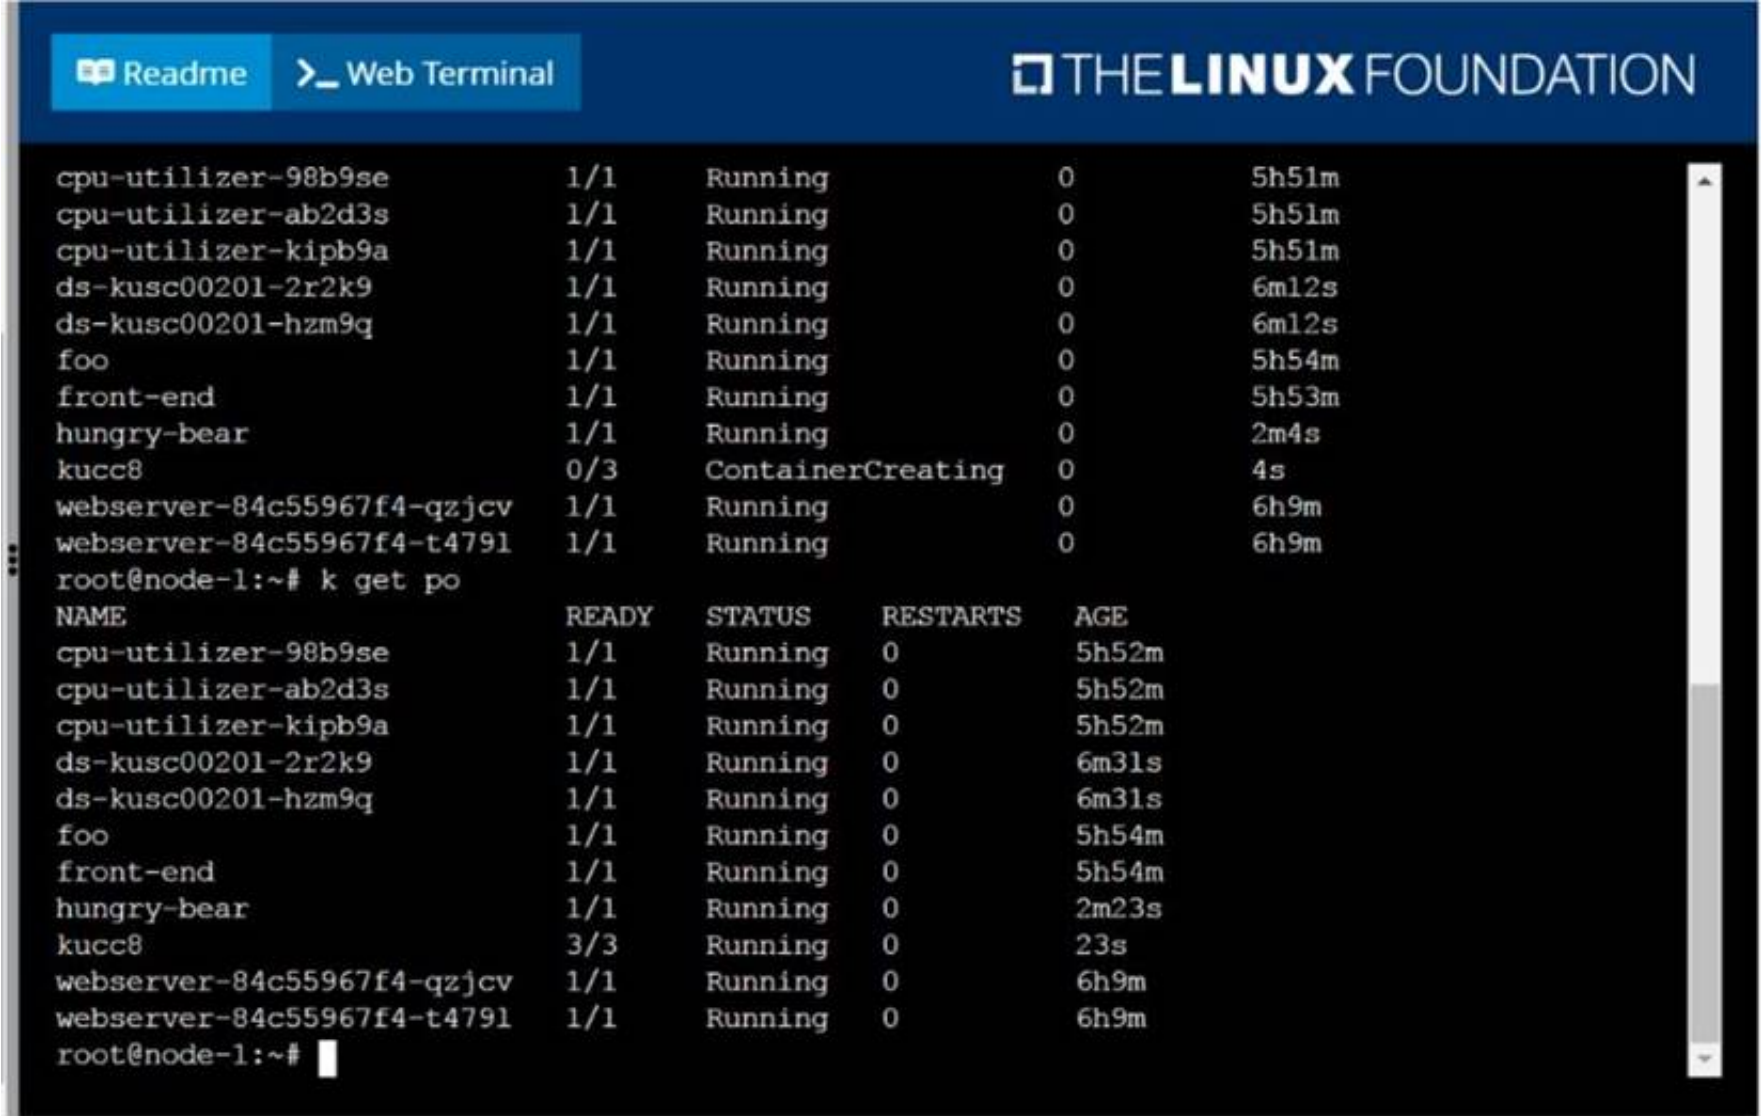 Readme >_ Web Terminal THE LINUX FOUNDATION
cpu-utilizer-98b9se 1/1 Running 0 5h51m
cpu-utilizer-ab2d3s 1/1 Running 0 5h51m
cpu-utilizer-kipb9a 1/1 Running 0 5h51m
ds-kusc00201-2r2k9 1/1 Running 0 6m12s
ds-kusc00201-hzm9q 1/1 Running 0 6m12s
foo 1/1 Running 0 5h54m
front-end 1/1 Running 0 5h53m
hungry-bear 1/1 Running 0 2m4s
kucc8 0/3 ContainerCreating 0 4s
webserver-84c55967f4-qzjcv 1/1 Running 0 6h9m
webserver-84c55967f4-t479l 1/1 Running 0 6h9m
root@node-1:~# k get po
NAME READY STATUS RESTARTS AGE
cpu-utilizer-98b9se 1/1 Running 0 5h52m
cpu-utilizer-ab2d3s 1/1 Running 0 5h52m
cpu-utilizer-kipb9a 1/1 Running 0 5h52m
ds-kusc00201-2r2k9 1/1 Running 0 6m31s
ds-kusc00201-hzm9q 1/1 Running 0 6m31s
foo 1/1 Running 0 5h54m
front-end 1/1 Running 0 5h54m
hungry-bear 1/1 Running 0 2m23s
kucc8 3/3 Running 0 23s
webserver-84c55967f4-qzjcv 1/1 Running 0 6h9m
webserver-84c55967f4-t479l 1/1 Running 0 6h9m
root@node-1:~#